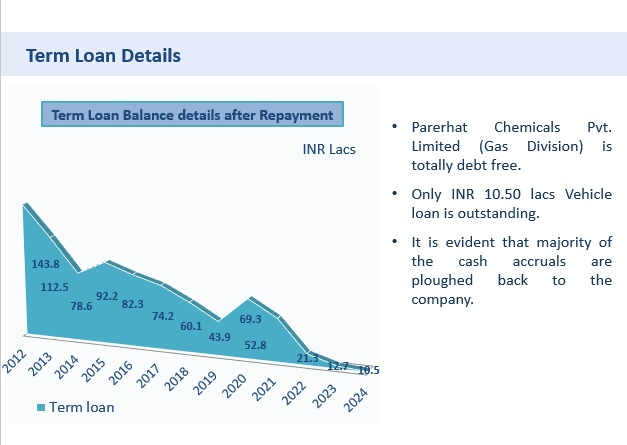 Term Loan Details
Term Loan Balance details after Repayment
INR Lacs
143.8
112.5
78.6
92.2
82.3
74.2
60.1
43.9
69.3
52.8
21.3
12.7
10.5
2012
2013
2014
2015
2016
2017
2018
2019
2020
2021
2022
2023
2024
Term loan
• Parerhat Chemicals Pvt.
Limited (Gas Division) is
totally debt free.
• Only INR 10.50 lacs Vehicle
loan is outstanding.
• It is evident that majority of
the cash accruals are
ploughed back to the
company.